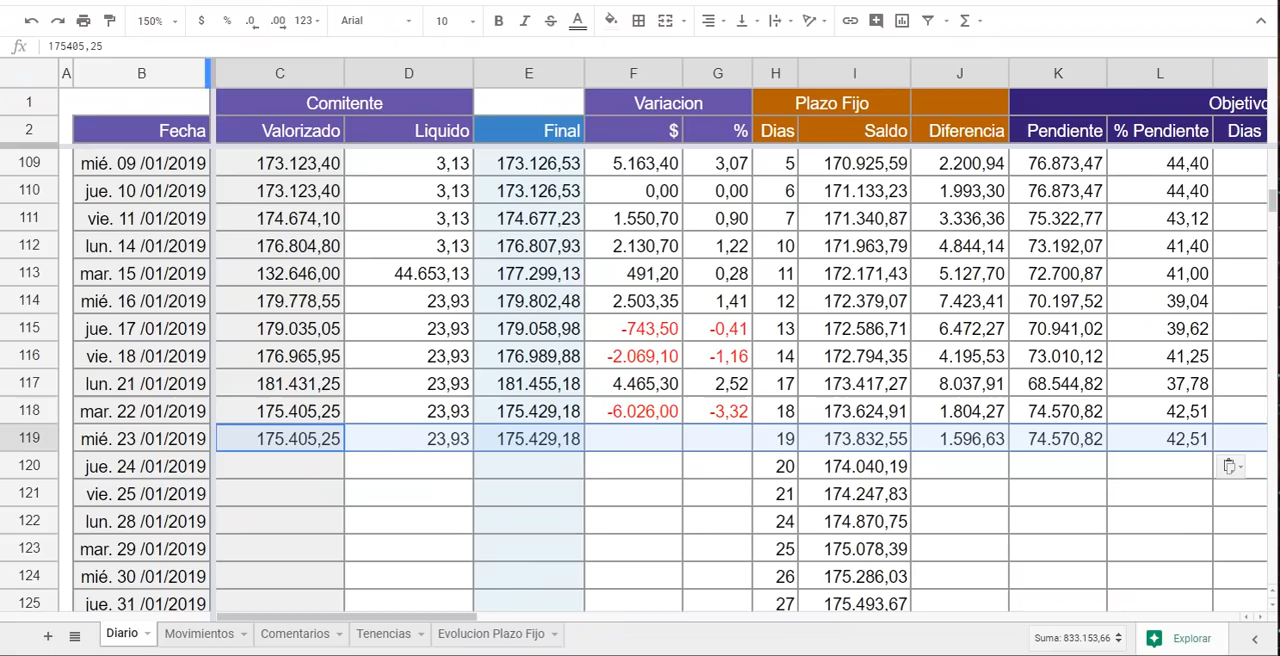 150% $ % .0 .00 123 Arial 10 B I S A Σ
fx 175405,25
A B C D E F G H I J K L
1 Comitente Variacion Plazo Fijo Objetivo
2 Fecha Valorizado Liquido Final $ % Dias Saldo Diferencia Pendiente % Pendiente Dias
109 mié. 09 /01/2019 173.123,40 3,13 173.126,53 5.163,40 3,07 5 170.925,59 2.200,94 76.873,47 44,40
110 jue. 10 /01/2019 173.123,40 3,13 173.126,53 0,00 0,00 6 171.133,23 1.993,30 76.873,47 44,40
111 vie. 11 /01/2019 174.674,10 3,13 174.677,23 1.550,70 0,90 7 171.340,87 3.336,36 75.322,77 43,12
112 lun. 14 /01/2019 176.804,80 3,13 176.807,93 2.130,70 1,22 10 171.963,79 4.844,14 73.192,07 41,40
113 mar. 15 /01/2019 132.646,00 44.653,13 177.299,13 491,20 0,28 11 172.171,43 5.127,70 72.700,87 41,00
114 mié. 16 /01/2019 179.778,55 23,93 179.802,48 2.503,35 1,41 12 172.379,07 7.423,41 70.197,52 39,04
115 jue. 17 /01/2019 179.035,05 23,93 179.058,98 -743,50 -0,41 13 172.586,71 6.472,27 70.941,02 39,62
116 vie. 18 /01/2019 176.965,95 23,93 176.989,88 -2.069,10 -1,16 14 172.794,35 4.195,53 73.010,12 41,25
117 lun. 21 /01/2019 181.431,25 23,93 181.455,18 4.465,30 2,52 17 173.417,27 8.037,91 68.544,82 37,78
118 mar. 22 /01/2019 175.405,25 23,93 175.429,18 -6.026,00 -3,32 18 173.624,91 1.804,27 74.570,82 42,51
119 mié. 23 /01/2019 175.405,25 23,93 175.429,18 19 173.832,55 1.596,63 74.570,82 42,51
120 jue. 24 /01/2019 20 174.040,19
121 vie. 25 /01/2019 21 174.247,83
122 lun. 28 /01/2019 24 174.870,75
123 mar. 29 /01/2019 25 175.078,39
124 mié. 30 /01/2019 26 175.286,03
125 jue. 31 /01/2019 27 175.493,67
+ Diario Movimientos Comentarios Tenencias Evolucion Plazo Fijo Suma: 833.153,66 Explorar